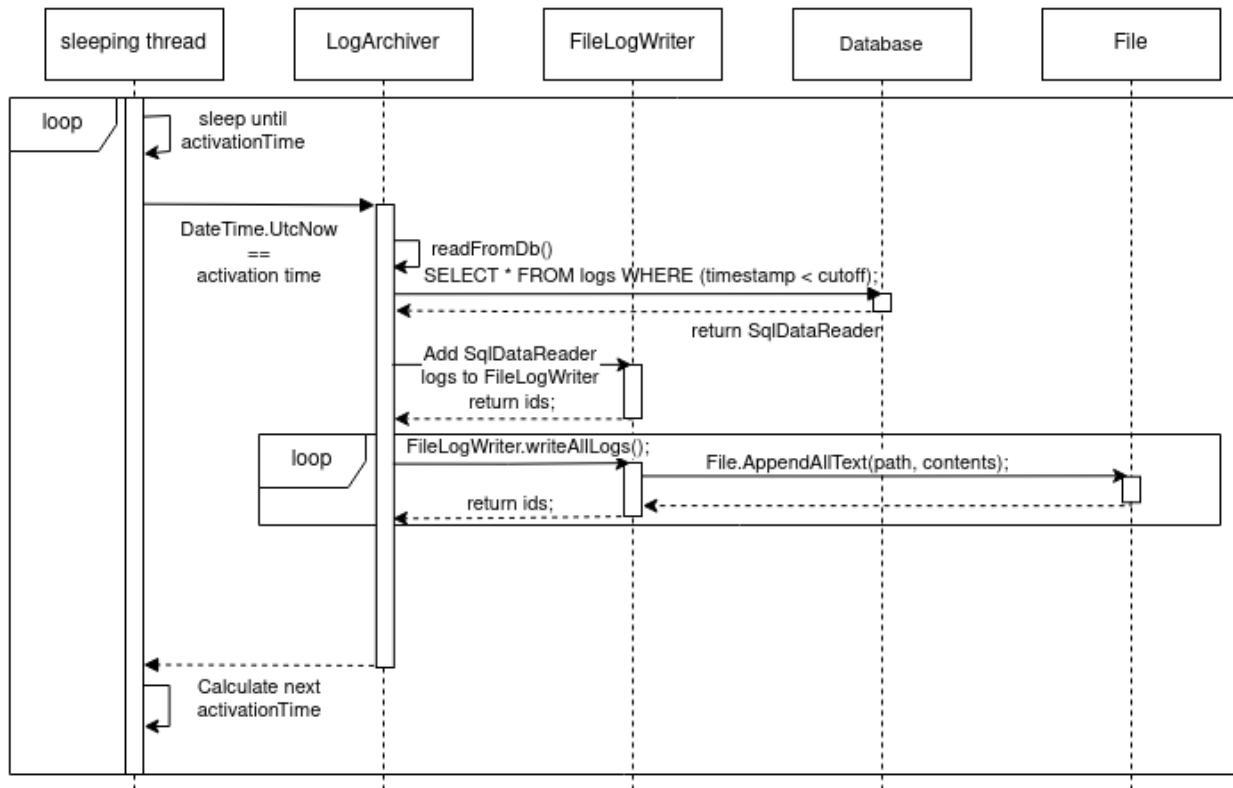 sleeping thread
LogArchiver
FileLogWriter
Database
File
loop
sleep until
activationTime
DateTime.UtcNow
==
activation time
readFromDb()
SELECT * FROM logs WHERE (timestamp < cutoff);
return SqlDataReader
Add SqlDataReader
logs to FileLogWriter
return ids;
loop
FileLogWriter.writeAllLogs();
File.AppendAllText(path, contents);
return ids;
Calculate next
activationTime